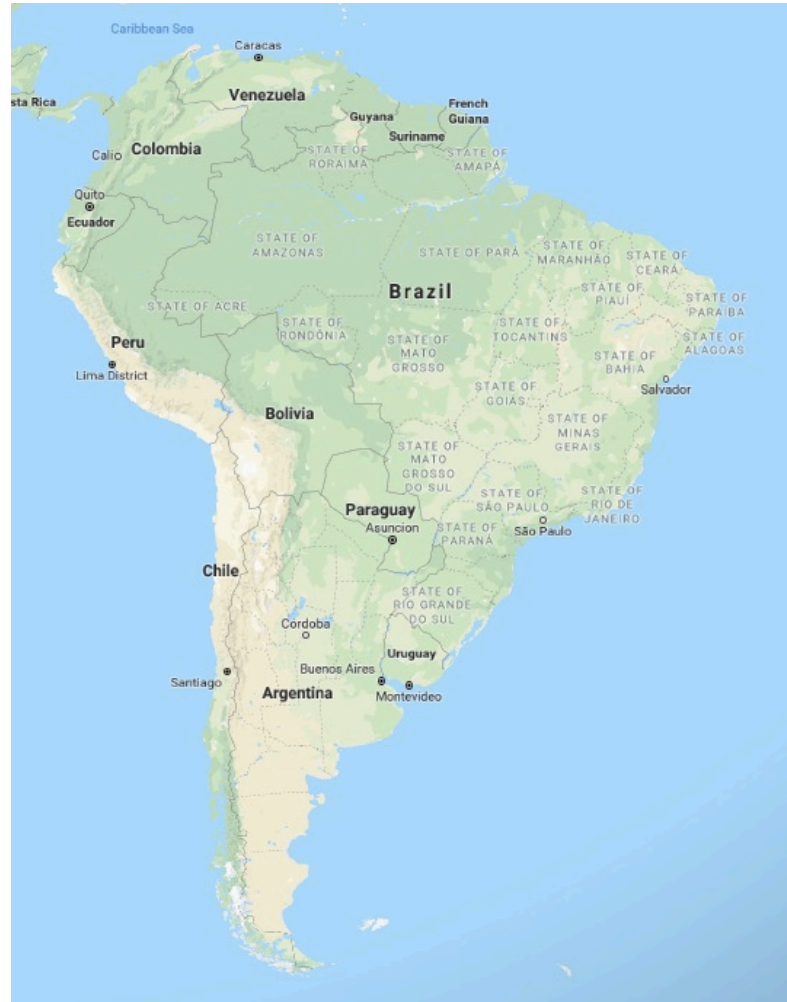 Caribbean Sea
Caracas
sta Rica
Venezuela
Guyana
French
Guiana
Suriname
Cali
Colombia
STATE OF
RORAIMA
STATE OF
AMAPÁ
Quito
Ecuador
STATE OF
AMAZONAS
STATE OF PARÁ
STATE OF
MARANHÃO
STATE OF
CEARÁ
Brazil
STATE OF
PIAUÍ
STATE OF
PARAIBA
STATE OF ACRE
STATE OF
RONDÔNIA
STATE OF
MATO
GROSSO
STATE OF
TOCANTINS
STATE OF
ALAGOAS
Peru
Lima District
STATE OF
BAHIA
Salvador
STATE OF
GOIÁS
Bolivia
STATE OF
MINAS
GERAIS
STATE OF
MATO
GROSSO
DO SUL
STATE OF
SÃO PAULO
STATE OF
RIO DE
JANEIRO
Paraguay
Asuncion
STATE OF
PARANÁ
São Paulo
Chile
STATE OF
RIO GRANDE
DO SUL
Cordoba
Uruguay
Buenos Aires
Santiago
Argentina
Montevideo